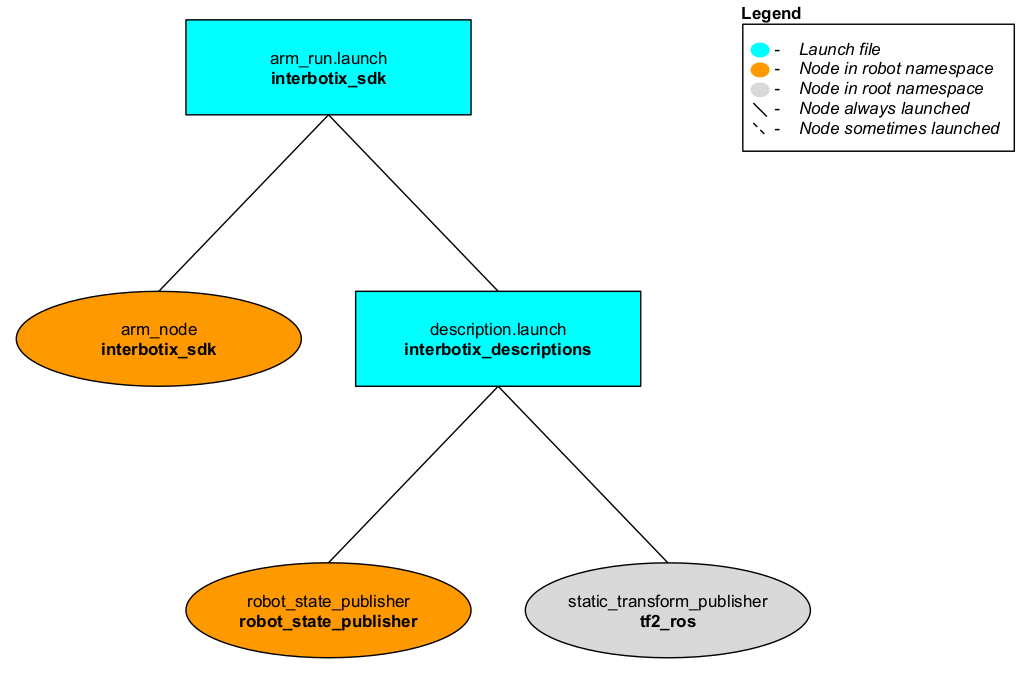 Legend
- Launch file
- Node in robot namespace
- Node in root namespace
- Node always launched
- Node sometimes launched
arm_run.launch
interbotix_sdk
arm_node
interbotix_sdk
description.launch
interbotix_descriptions
robot_state_publisher
robot_state_publisher
static_transform_publisher
tf2_ros